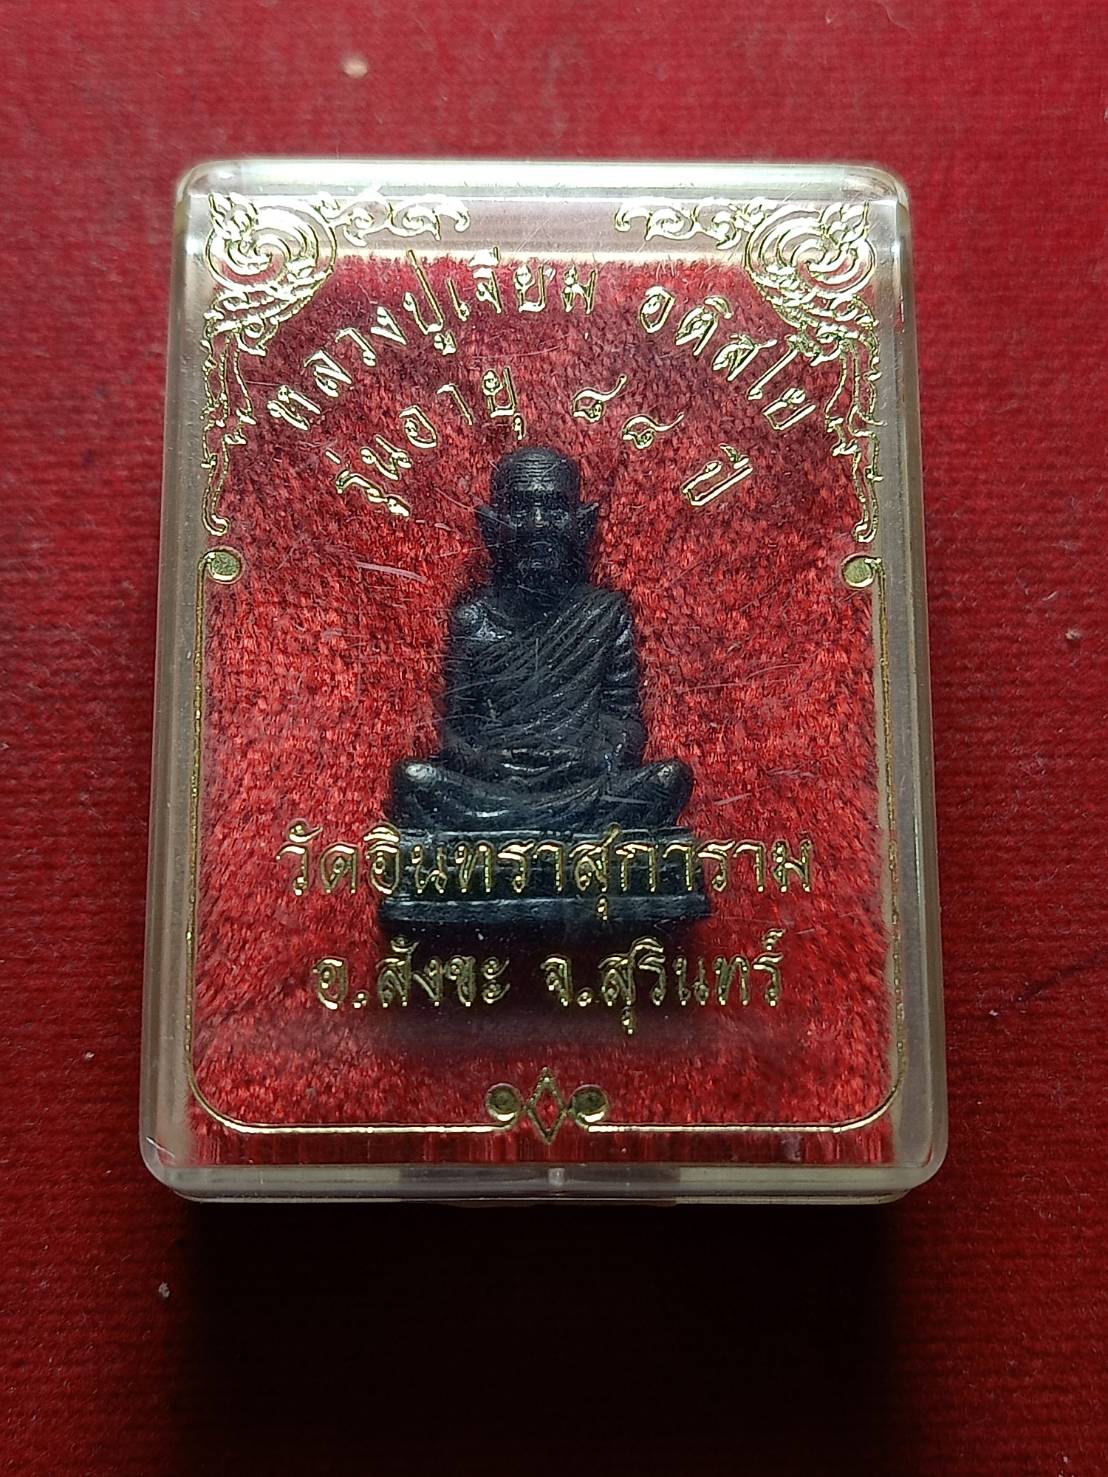 หลวงปู่เจียม อติสโย
รุ่นอายุ ๘๘ ปี
วัดอินทราสุการาม
อ.สังขะ จ.สุรินทร์